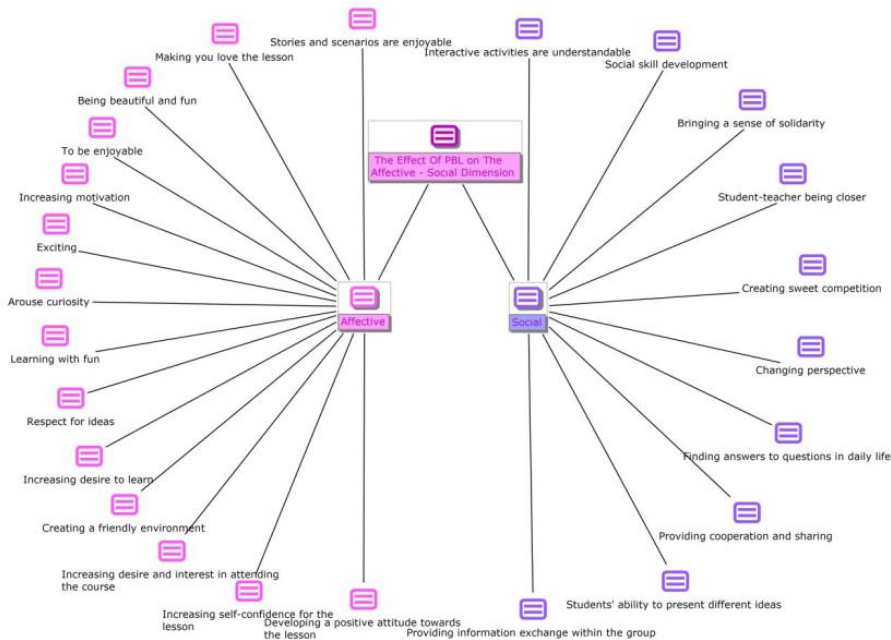 Stories and scenarios are enjoyable
Making you love the lesson
Being beautiful and fun
To be enjoyable
Increasing motivation
Exciting
Arouse curiosity
Learning with fun
Respect for ideas
Increasing desire to learn
Creating a friendly environment
Increasing desire and interest in attending
the course
Increasing self-confidence for the
lesson
Developing a positive attitude towards
the lesson
The Effect Of PBL on The
Affective - Social Dimension
Affective
Social
Interactive activities are understandable
Social skill development
Bringing a sense of solidarity
Student-teacher being closer
Creating sweet competition
Changing perspective
Finding answers to questions in daily life
Providing cooperation and sharing
Students' ability to present different ideas
Providing information exchange within the group